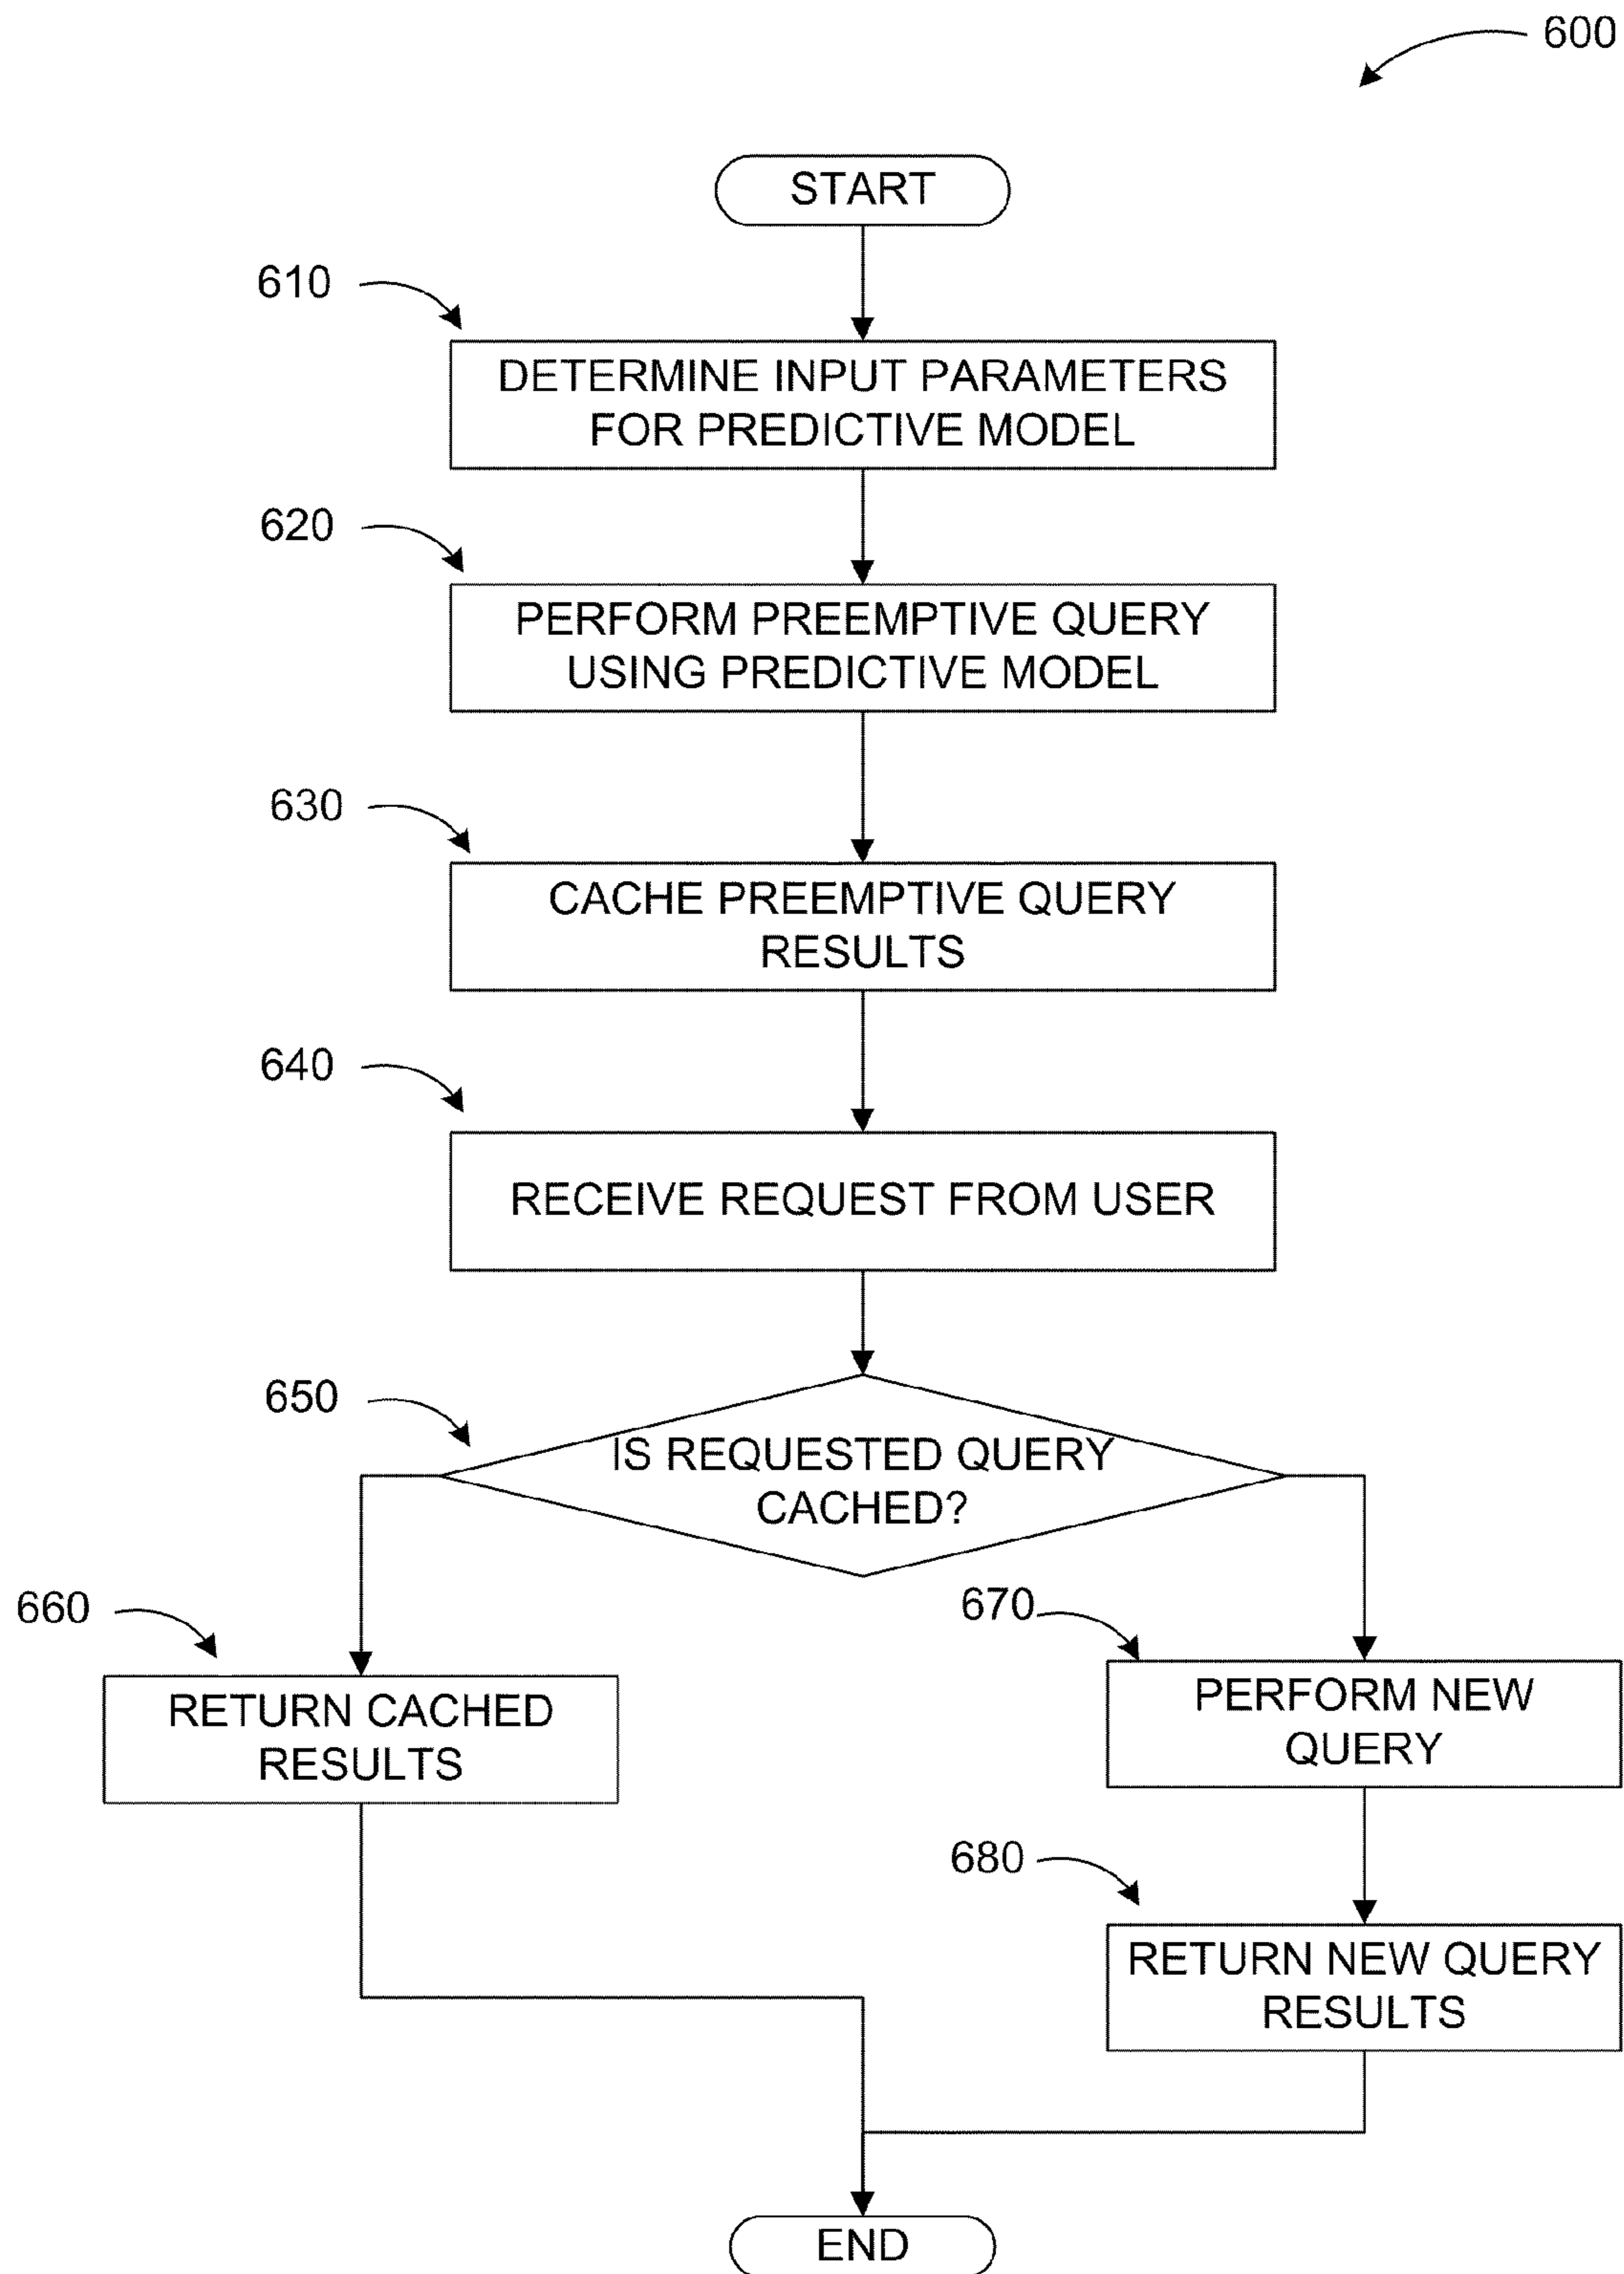 600
START
610
DETERMINE INPUT PARAMETERS
FOR PREDICTIVE MODEL
620
PERFORM PREEMPTIVE QUERY
USING PREDICTIVE MODEL
630
CACHE PREEMPTIVE QUERY
RESULTS
640
RECEIVE REQUEST FROM USER
650
IS REQUESTED QUERY
CACHED?
660
RETURN CACHED
RESULTS
670
PERFORM NEW
QUERY
680
RETURN NEW QUERY
RESULTS
END